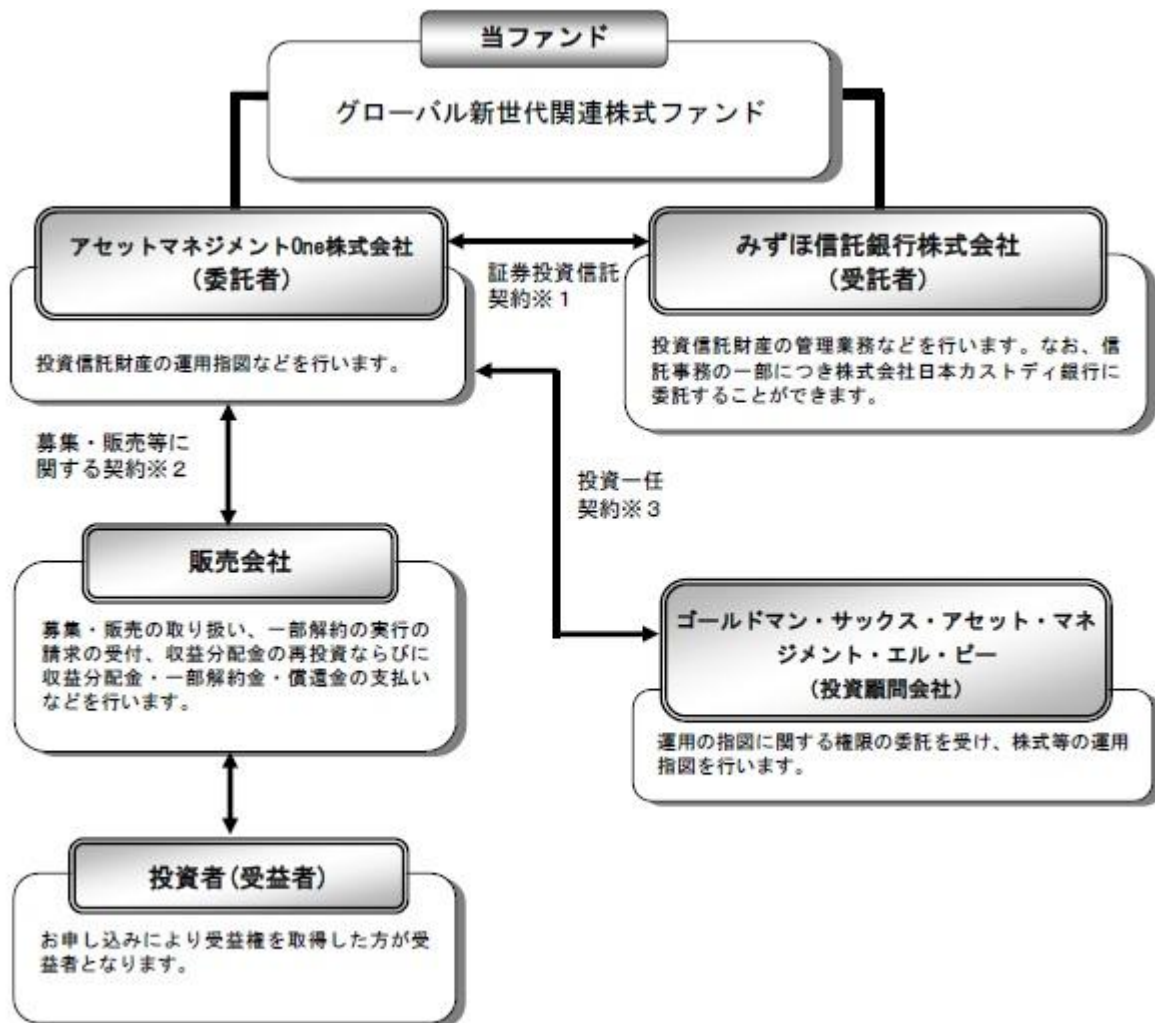 当ファンド
グローバル新世代関連株式ファンド
アセットマネジメントOne株式会社
(委託者)
投資信託財産の運用指図などを行います。
証券投資信託
契約※1
みずほ信託銀行株式会社
(受託者)
投資信託財産の管理業務などを行います。なお、信
託事務の一部につき株式会社日本カストディ銀行に
委託することができます。
募集・販売等に
関する契約※2
投資一任
契約※3
販売会社
募集・販売の取り扱い、一部解約の実行の
請求の受付、収益分配金の再投資ならびに
収益分配金・一部解約金・償還金の支払い
などを行います。
ゴールドマン・サックス・アセット・マネ
ジメント・エル・ピー
(投資顧問会社)
運用の指図に関する権限の委託を受け、株式等の運用
指図を行います。
投資者(受益者)
お申し込みにより受益権を取得した方が受
益者となります。